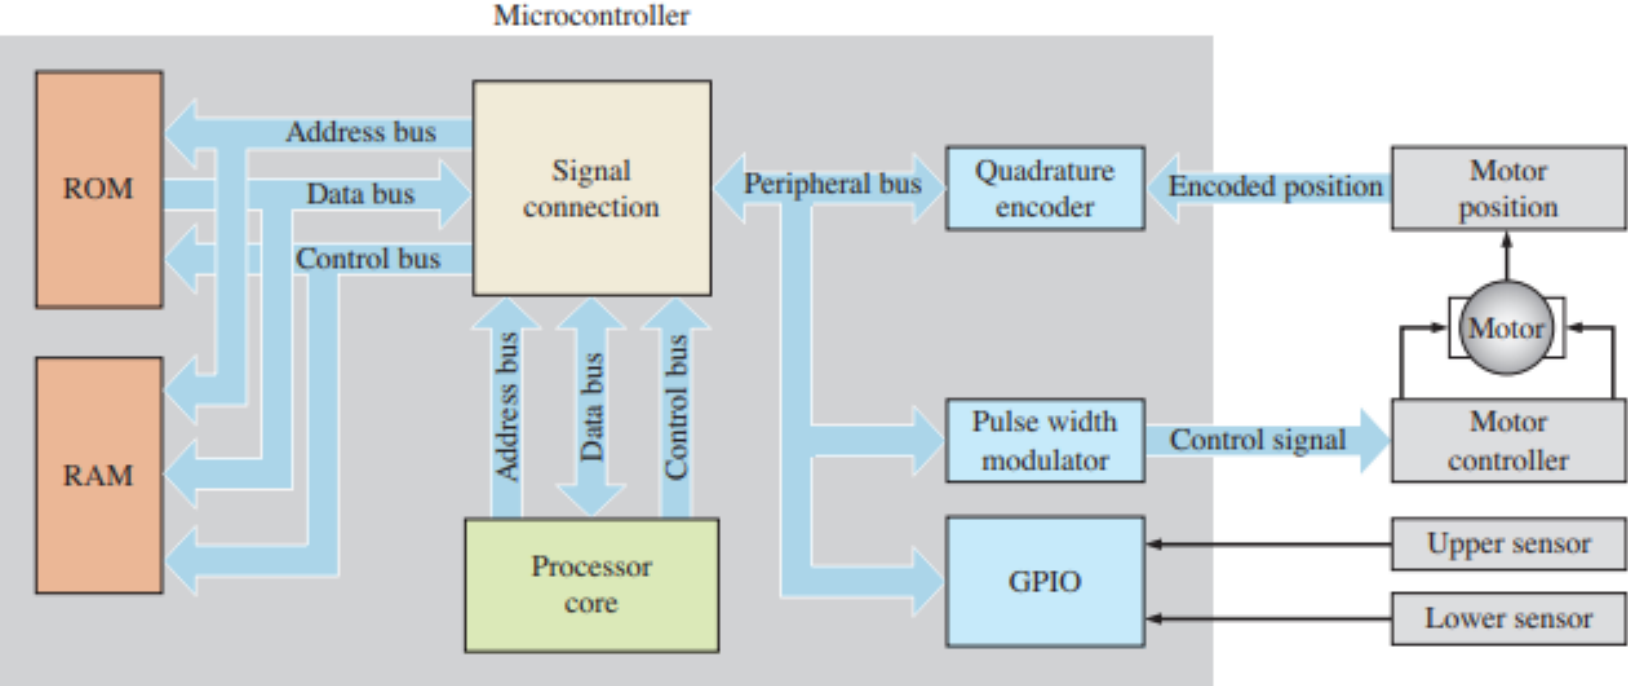 Microcontroller
ROM
RAM
Address bus
Data bus
Control bus
Signal
connection
Address bus
Data bus
Control bus
Processor
core
Peripheral bus
Quadrature
encoder
Encoded position
Motor
position
Motor
Pulse width
modulator
Control signal
Motor
controller
GPIO
Upper sensor
Lower sensor